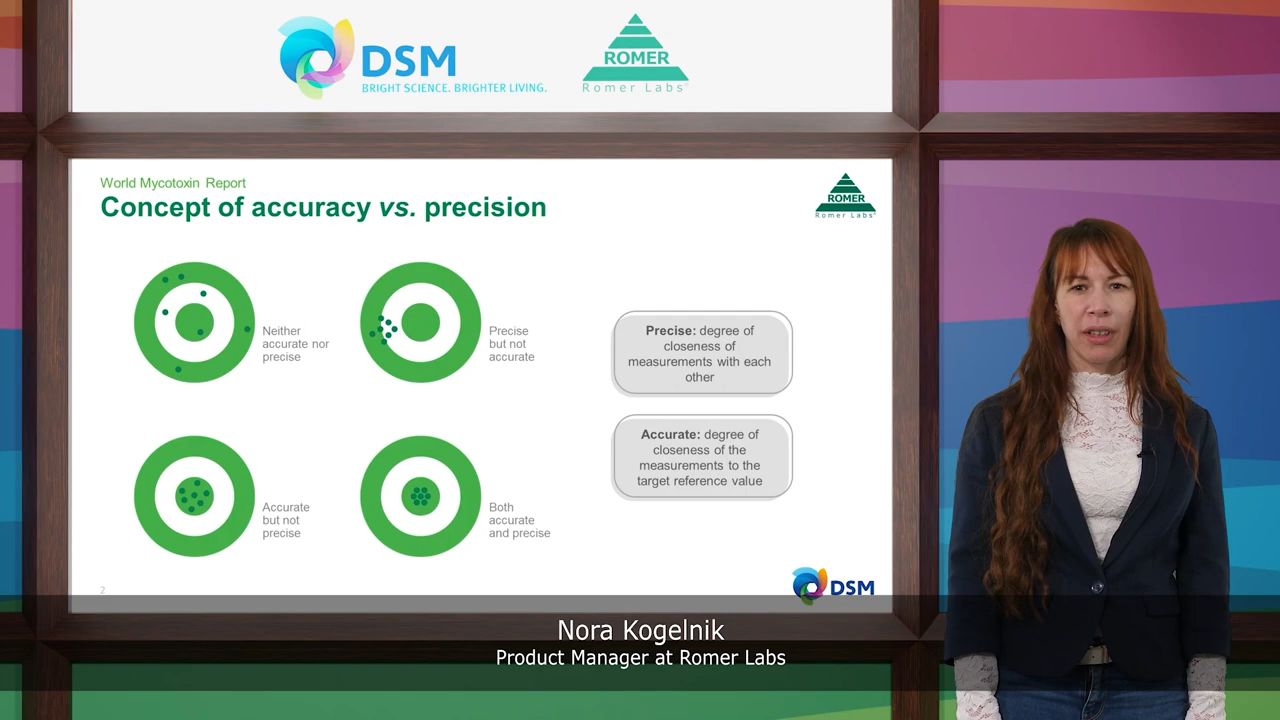 DSM
BRIGHT SCIENCE. BRIGHTER LIVING.
ROMER
Romer Labs®
World Mycotoxin Report
Concept of accuracy vs. precision
ROMER
Romer Labs®
Neither
accurate nor
precise
Precise
but not
accurate
Accurate
but not
precise
Both
accurate
and precise
Precise: degree of
closeness of
measurements with each
other
Accurate: degree of
closeness of the
measurements to the
target reference value
2
DSM
Nora Kogelnik
Product Manager at Romer Labs